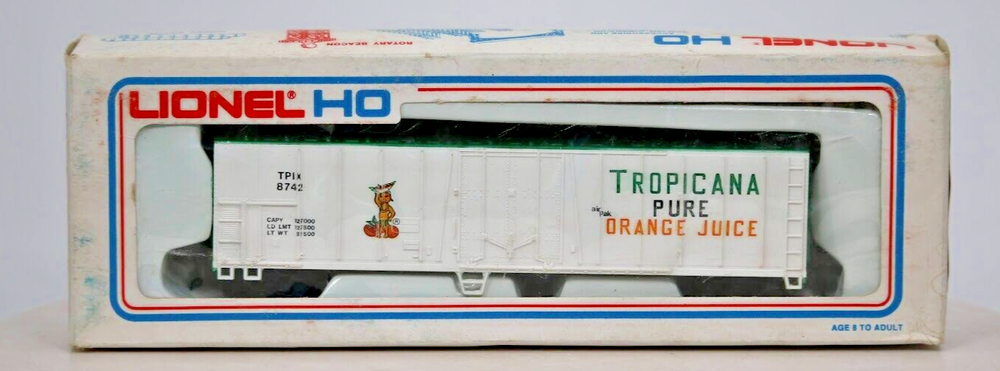 ROTARY BEACON
LIONEL HO
LIONEL® HO
TPIX
8742
CAPY 127000
LD LMT
LT WT
®
TROPICANA
PURE
ORANGE JUICE
AGE 8 TO ADULT